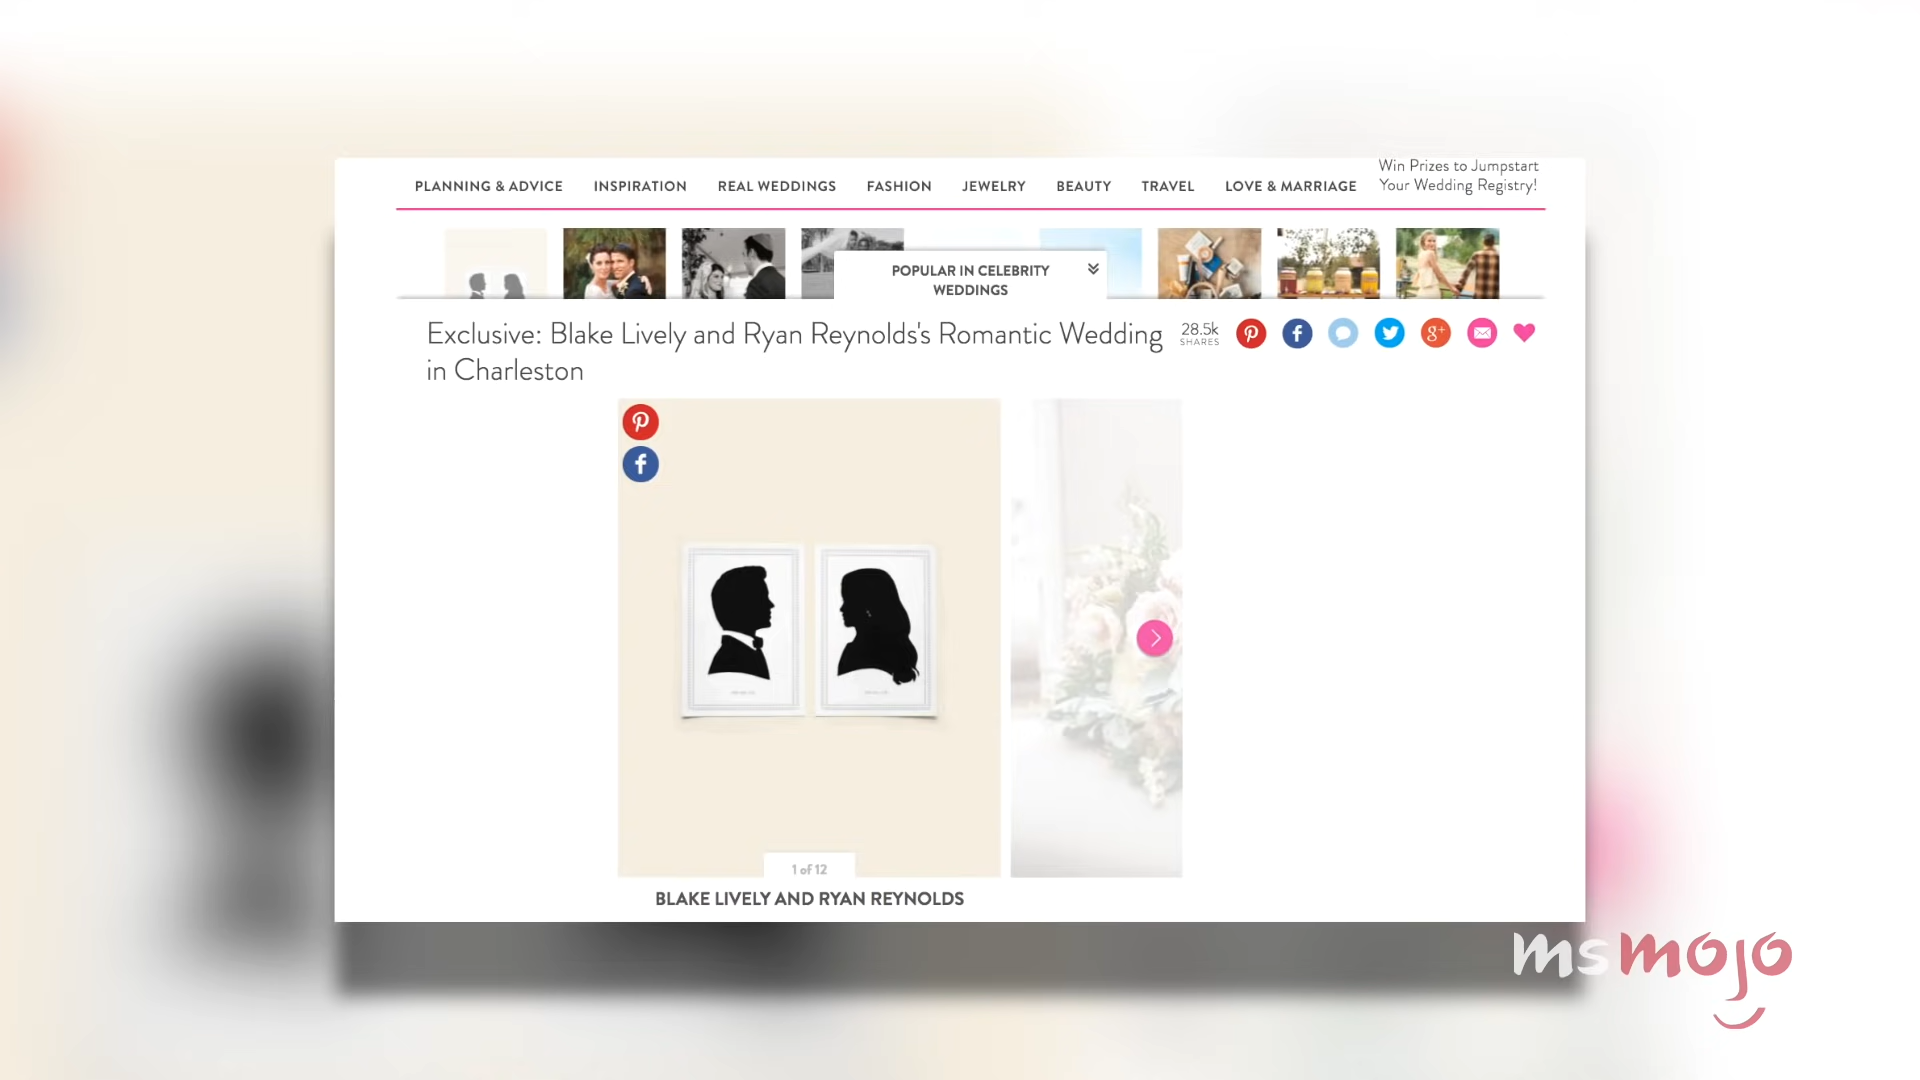 Win Prizes to Jumpstart
Your Wedding Registry!
PLANNING & ADVICE INSPIRATION REAL WEDDINGS FASHION JEWELRY BEAUTY TRAVEL LOVE & MARRIAGE
POPULAR IN CELEBRITY
WEDDINGS
Exclusive: Blake Lively and Ryan Reynolds's Romantic Wedding
in Charleston
28.5k
SHARES
1 of 12
BLAKE LIVELY AND RYAN REYNOLDS
msmojo